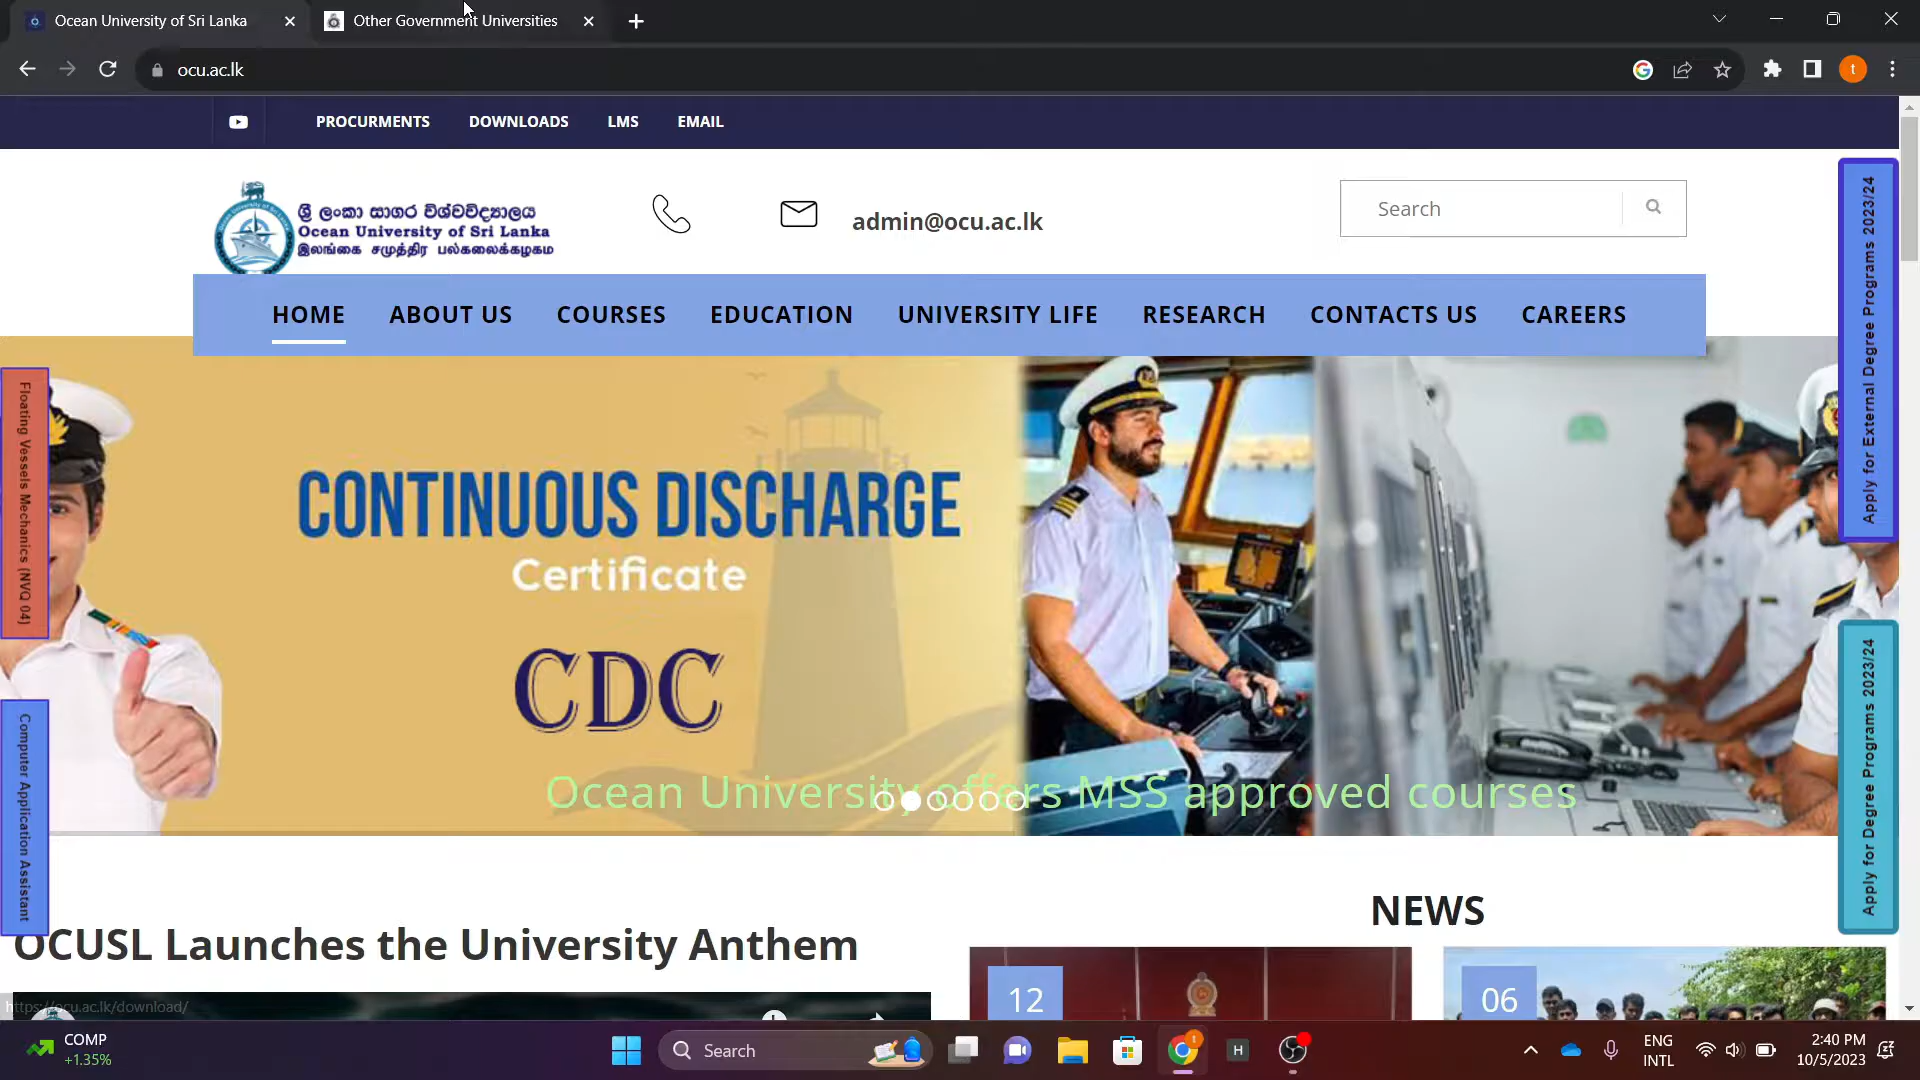 Ocean University of Sri Lanka
Other Government Universities
ocu.ac.lk
t
PROCURMENTS
DOWNLOADS
LMS
EMAIL
ශ්‍රී ලංකා සාගර විශ්වවිද්‍යාලය
Ocean University of Sri Lanka
இலங்கை சமுத்திர பல்கலைக்கழகம்
admin@ocu.ac.lk
Search
HOME
ABOUT US
COURSES
EDUCATION
UNIVERSITY LIFE
RESEARCH
CONTACTS US
CAREERS
Apply for External Degree Programs 2023/24
Floating Vessels Mechanics (NVQ 04)
CONTINUOUS DISCHARGE
Certificate
CDC
Ocean University offers MSS approved courses
Computer Application Assistant
Apply for Degree Programs 2023/24
OCUSL Launches the University Anthem
NEWS
12
06
https://ocu.ac.lk/download/
COMP
+1.35%
Search
t
H
ENG
INTL
2:40 PM
10/5/2023